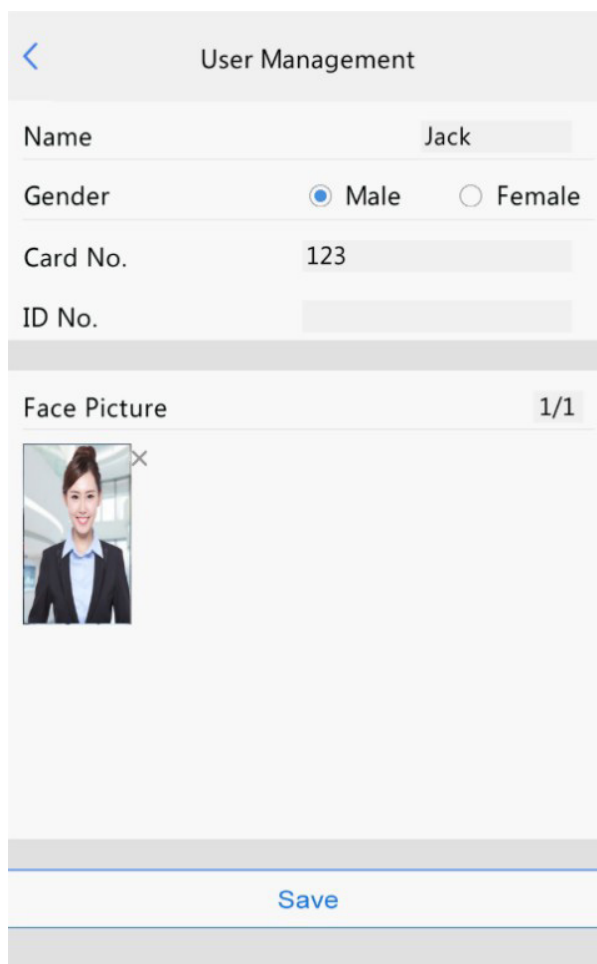 User Management
Name Jack
Gender Male Female
Card No. 123
ID No.
Face Picture 1/1
Save